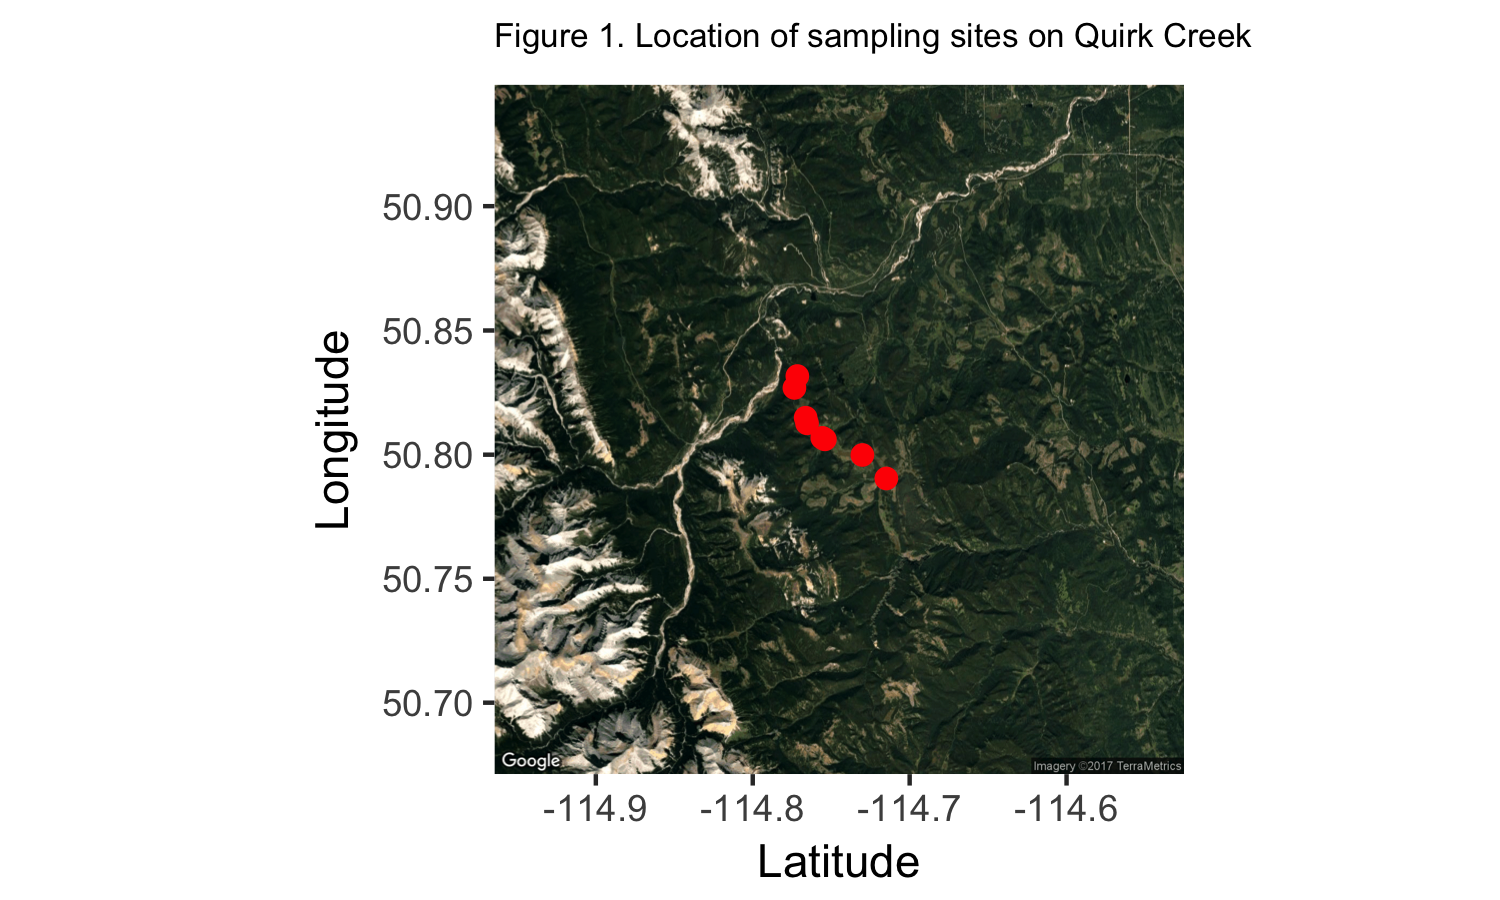 Figure 1. Location of sampling sites on Quirk Creek
50.90
50.85
50.80
50.75
50.70
Longitude
Google
Imagery ©2017 TerraMetrics
-114.9
-114.8
-114.7
-114.6
Latitude